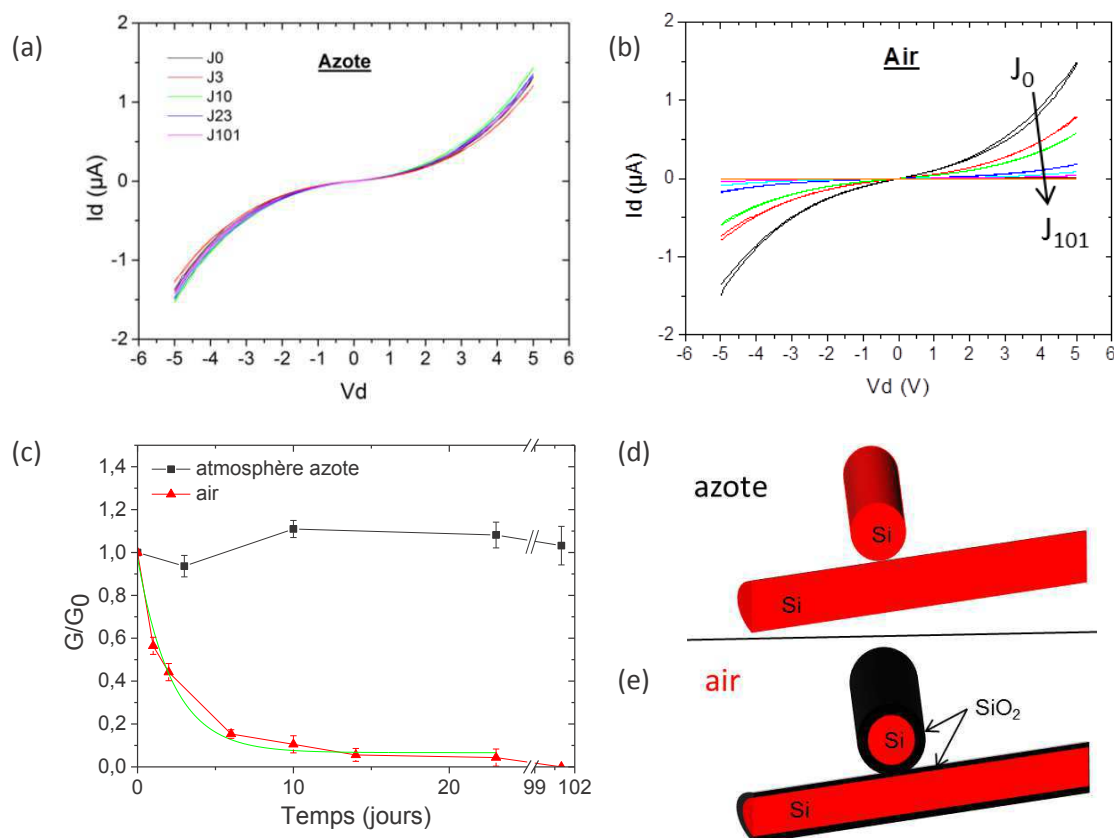 (a)
2
1
0
-1
-2
Id (µA)
Azote
J0
J3
J10
J23
J101
-6 -5 -4 -3 -2 -1 0 1 2 3 4 5 6
Vd
(b)
2
1
0
-1
-2
Id (µA)
Air
J0
J101
-6 -5 -4 -3 -2 -1 0 1 2 3 4 5 6
Vd (V)
(c)
1,4
1,2
1,0
0,8
0,6
0,4
0,2
0,0
G/G0
atmosphère azote
air
0 10 20 99 102
Temps (jours)
(d)
azote
Si
Si
(e)
air
SiO2
Si
Si